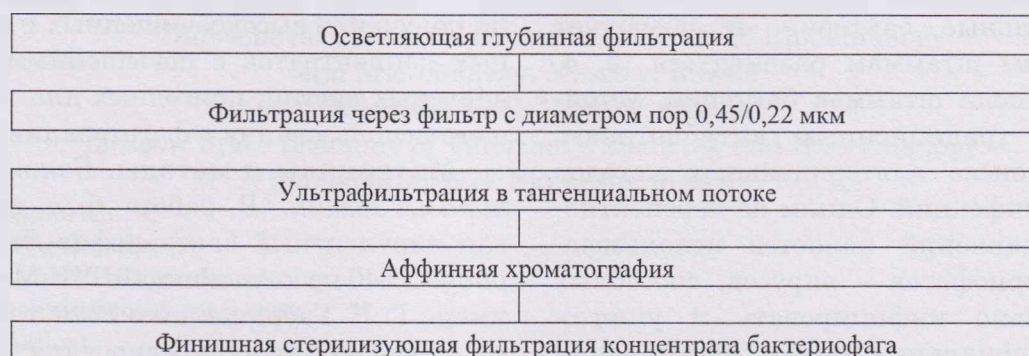 Осветляющая глубинная фильтрация
Фильтрация через фильтр с диаметром пор 0,45/0,22 мкм
Ультрафильтрация в тангенциальном потоке
Аффинная хроматография
Финишная стерилизующая фильтрация концентрата бактериофага